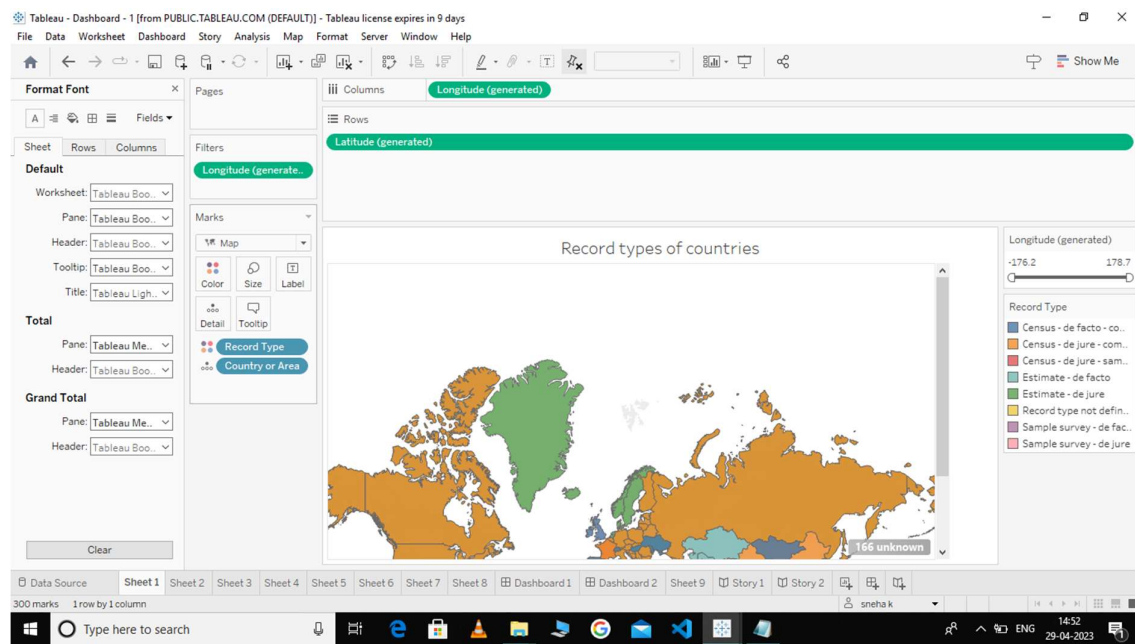 Tableau - Dashboard - 1 [from PUBLIC.TABLEAU.COM (DEFAULT)] - Tableau license expires in 9 days
File Data Worksheet Dashboard Story Analysis Map Format Server Window Help
Show Me
Format Font
Fields
Sheet Rows Columns
Default
Worksheet: Tableau Boo..
Pane: Tableau Boo..
Header: Tableau Boo..
Tooltip: Tableau Boo..
Title: Tableau Ligh..
Total
Pane: Tableau Me..
Header: Tableau Boo..
Grand Total
Pane: Tableau Me..
Header: Tableau Boo..
Clear
Pages
Filters
Longitude (generate..
Marks
Map
Color Size Label
Detail Tooltip
Record Type
Country or Area
Columns Longitude (generated)
Rows
Latitude (generated)
Record types of countries
166 unknown
Longitude (generated)
-176.2 178.7
Record Type
Census - de facto - co...
Census - de jure - com...
Census - de jure - sam...
Estimate - de facto
Estimate - de jure
Record type not defin..
Sample survey - de fac..
Sample survey - de jure
Data Source Sheet 1 Sheet 2 Sheet 3 Sheet 4 Sheet 5 Sheet 6 Sheet 7 Sheet 8 Dashboard 1 Dashboard 2 Sheet 9 Story 1 Story 2
300 marks 1 row by 1 column sneha k
Type here to search ENG 14:52
29-04-2023